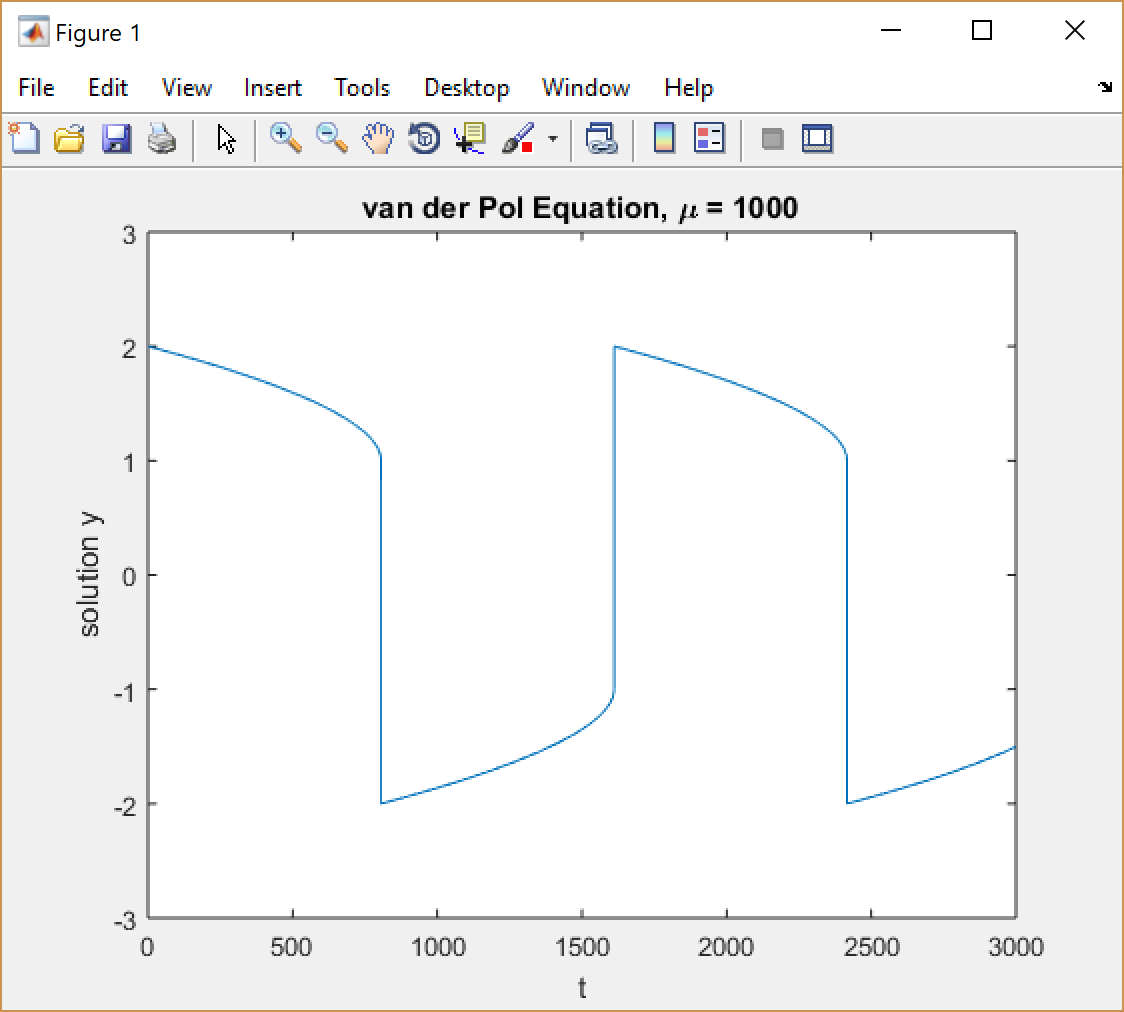 Figure 1
File Edit View Insert Tools Desktop Window Help
van der Pol Equation, μ = 1000
3
2
1
0
-1
-2
-3
solution y
0 500 1000 1500 2000 2500 3000
t